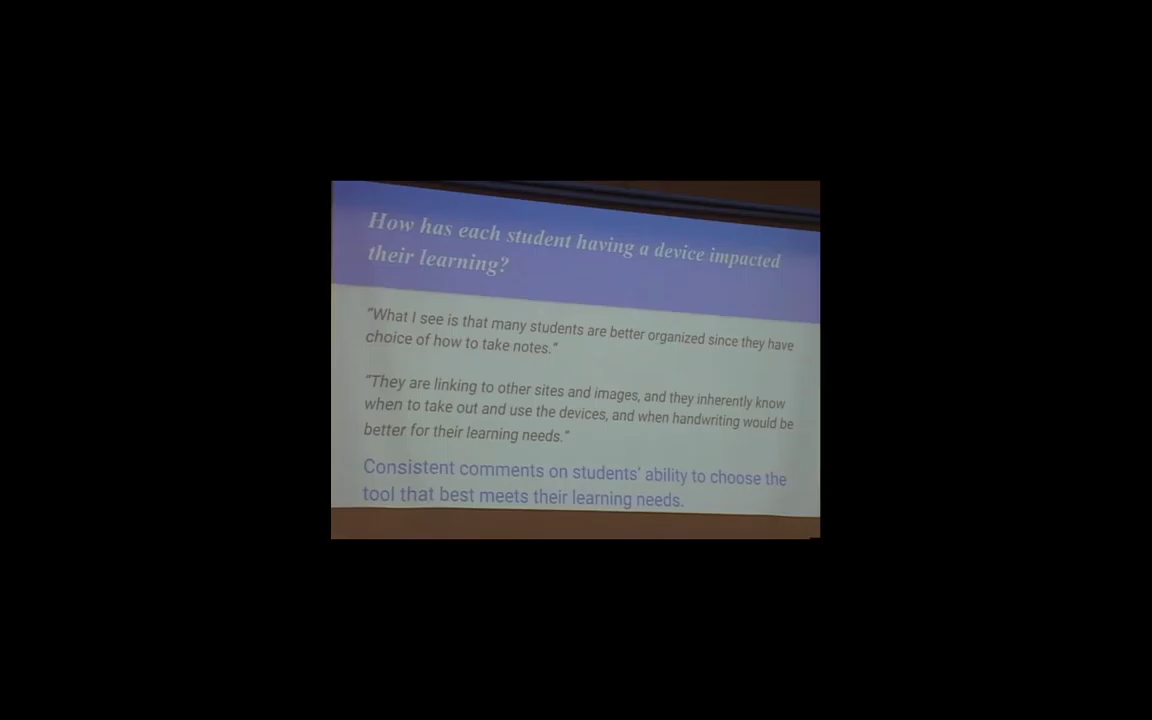 How has each student having a device impacted
their learning?
"What I see is that many students are better organized since they have
choice of how to take notes."
"They are linking to other sites and images, and they inherently know
when to take out and use the devices, and when handwriting would be
better for their learning needs."
Consistent comments on students' ability to choose the
tool that best meets their learning needs.